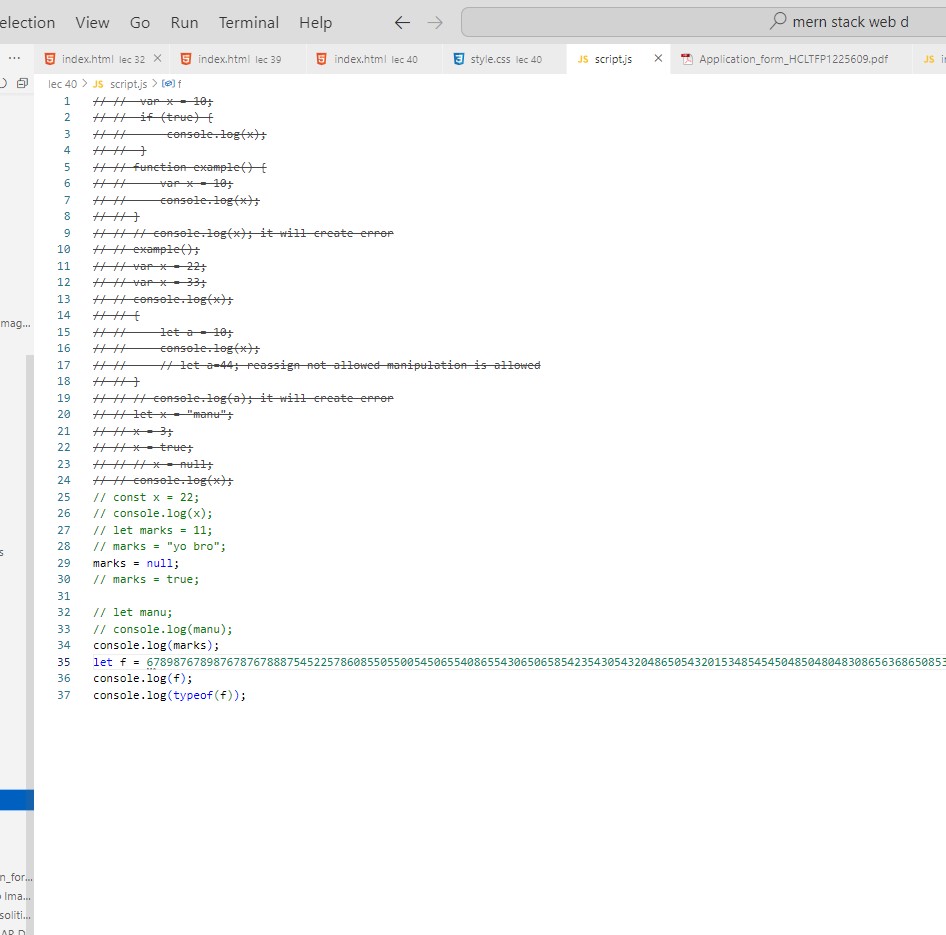 election View Go Run Terminal Help ← → mern stack web d
··· index.html lec 32 × index.html lec 39 index.html lec 40 style.css lec 40 JS script.js × Application_form_HCLTFP1225609.pdf JS
lec 40 > JS script.js > f
1 // //  var x = 10;
2 // //  if (true) {
3 // //      console.log(x);
4 // //  }
5 // // function example() {
6 // //     var x = 10;
7 // //     console.log(x);
8 // // }
9 // // // console.log(x); it will create error
10 // // example();
11 // // var x = 22;
12 // // var x = 33;
13 // // console.log(x);
14 // // {
15 // //     let a = 10;
16 // //     console.log(x);
17 // //     // let a=44; reassign not allowed manipulation is allowed
18 // // }
19 // // // console.log(a); it will create error
20 // // let x = "manu";
21 // // x = 3;
22 // // x = true;
23 // // // x = null;
24 // // console.log(x);
25 // const x = 22;
26 // console.log(x);
27 // let marks = 11;
28 // marks = "yo bro";
29 marks = null;
30 // marks = true;
31
32 // let manu;
33 // console.log(manu);
34 console.log(marks);
35 let f =
36 console.log(f);
37 console.log(typeof(f));
mag...
s
n_for...
Ima...
soliti...